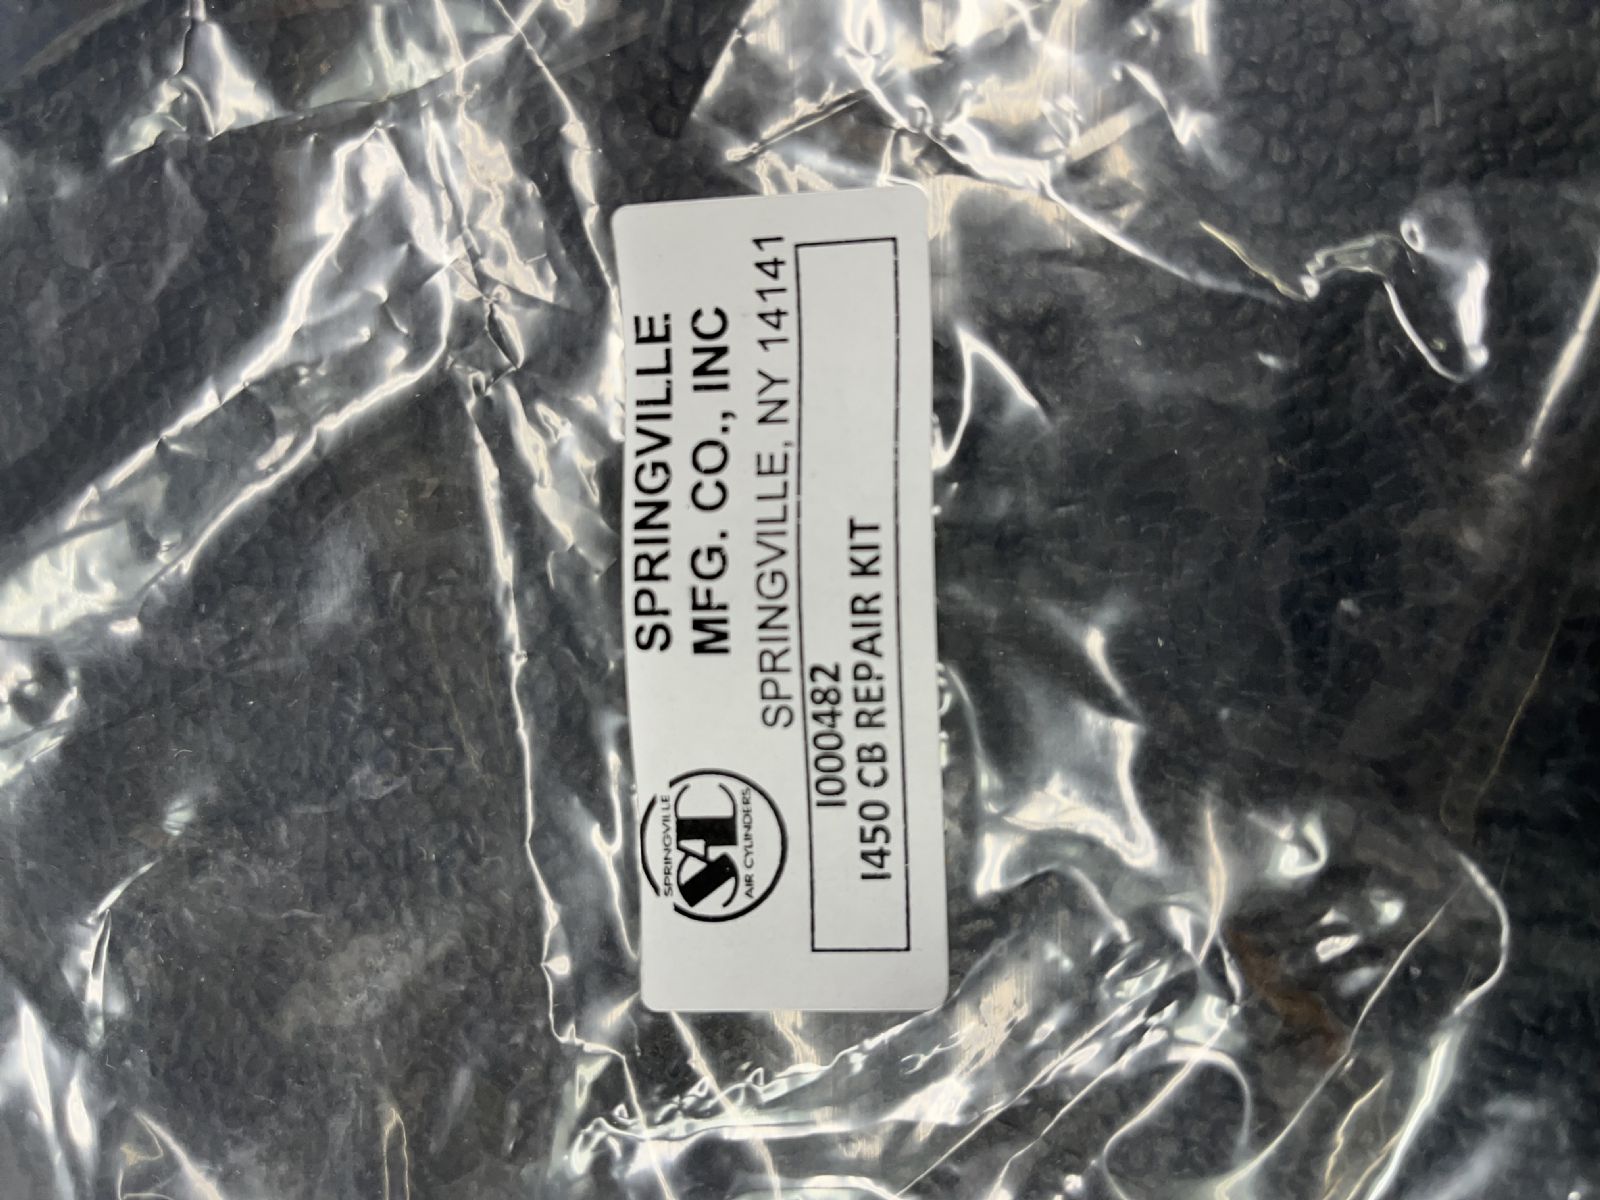 SPRINGVILLE
MFG. CO., INC
SPRINGVILLE, NY 14141
SPRINGVILLE
AIR CYLINDERS
I000482
I450 CB REPAIR KIT